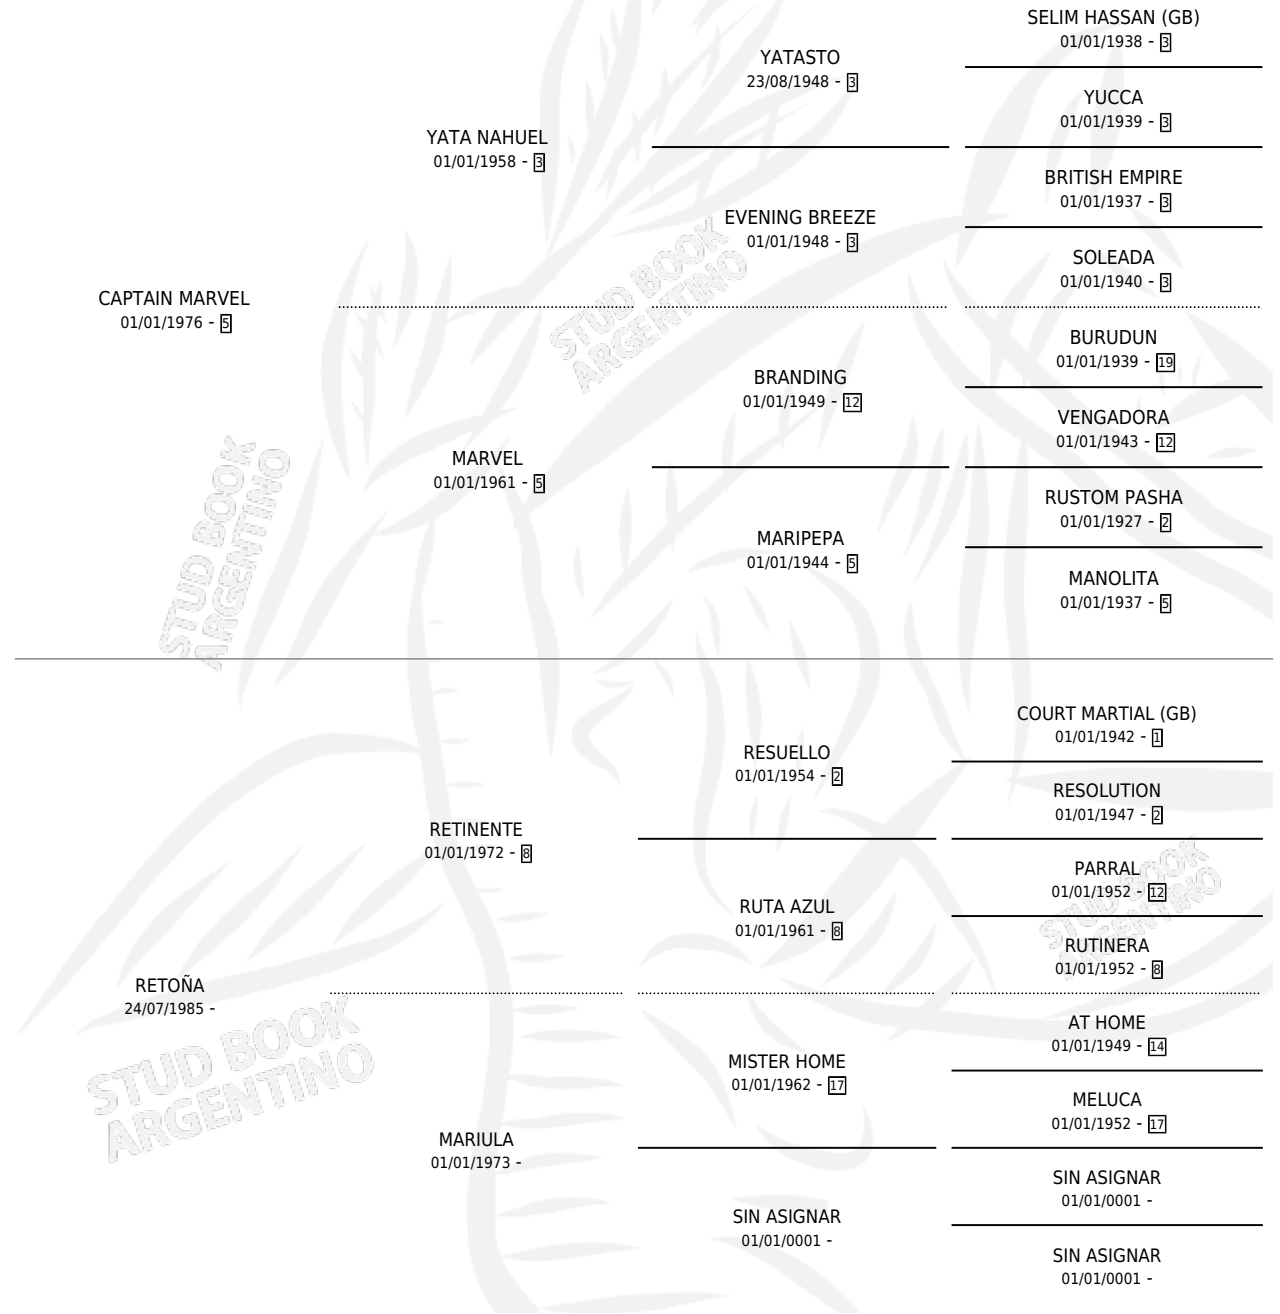 SELIM HASSAN (GB)
01/01/1938 - 3
YATASTO
23/08/1948 - 3
YUCCA
01/01/1939 - 3
YATA NAHUEL
01/01/1958 - 3
BRITISH EMPIRE
01/01/1937 - 3
EVENING BREEZE
01/01/1948 - 3
SOLEADA
01/01/1940 - 3
CAPTAIN MARVEL
01/01/1976 - 5
STUD BOOK
ARGENTINO
BURUDUN
01/01/1939 - 19
BRANDING
01/01/1949 - 12
VENGADORA
01/01/1943 - 12
MARVEL
01/01/1961 - 5
RUSTOM PASHA
01/01/1927 - 2
MARIPEPA
01/01/1944 - 5
MANOLITA
01/01/1937 - 5
STUD BOOK
ARGENTINO
COURT MARTIAL (GB)
01/01/1942 - 1
RESUELLO
01/01/1954 - 2
RESOLUTION
01/01/1947 - 2
RETINENTE
01/01/1972 - 8
PARRAL
01/01/1952 - 12
RUTA AZUL
01/01/1961 - 8
STUD BOOK
ARGENTINO
RUTINERA
01/01/1952 - 8
RETOÑA
24/07/1985 -
AT HOME
01/01/1949 - 14
MISTER HOME
01/01/1962 - 17
STUD BOOK
ARGENTINO
MELUCA
01/01/1952 - 17
MARIULA
01/01/1973 -
SIN ASIGNAR
01/01/0001 -
SIN ASIGNAR
01/01/0001 -
SIN ASIGNAR
01/01/0001 -